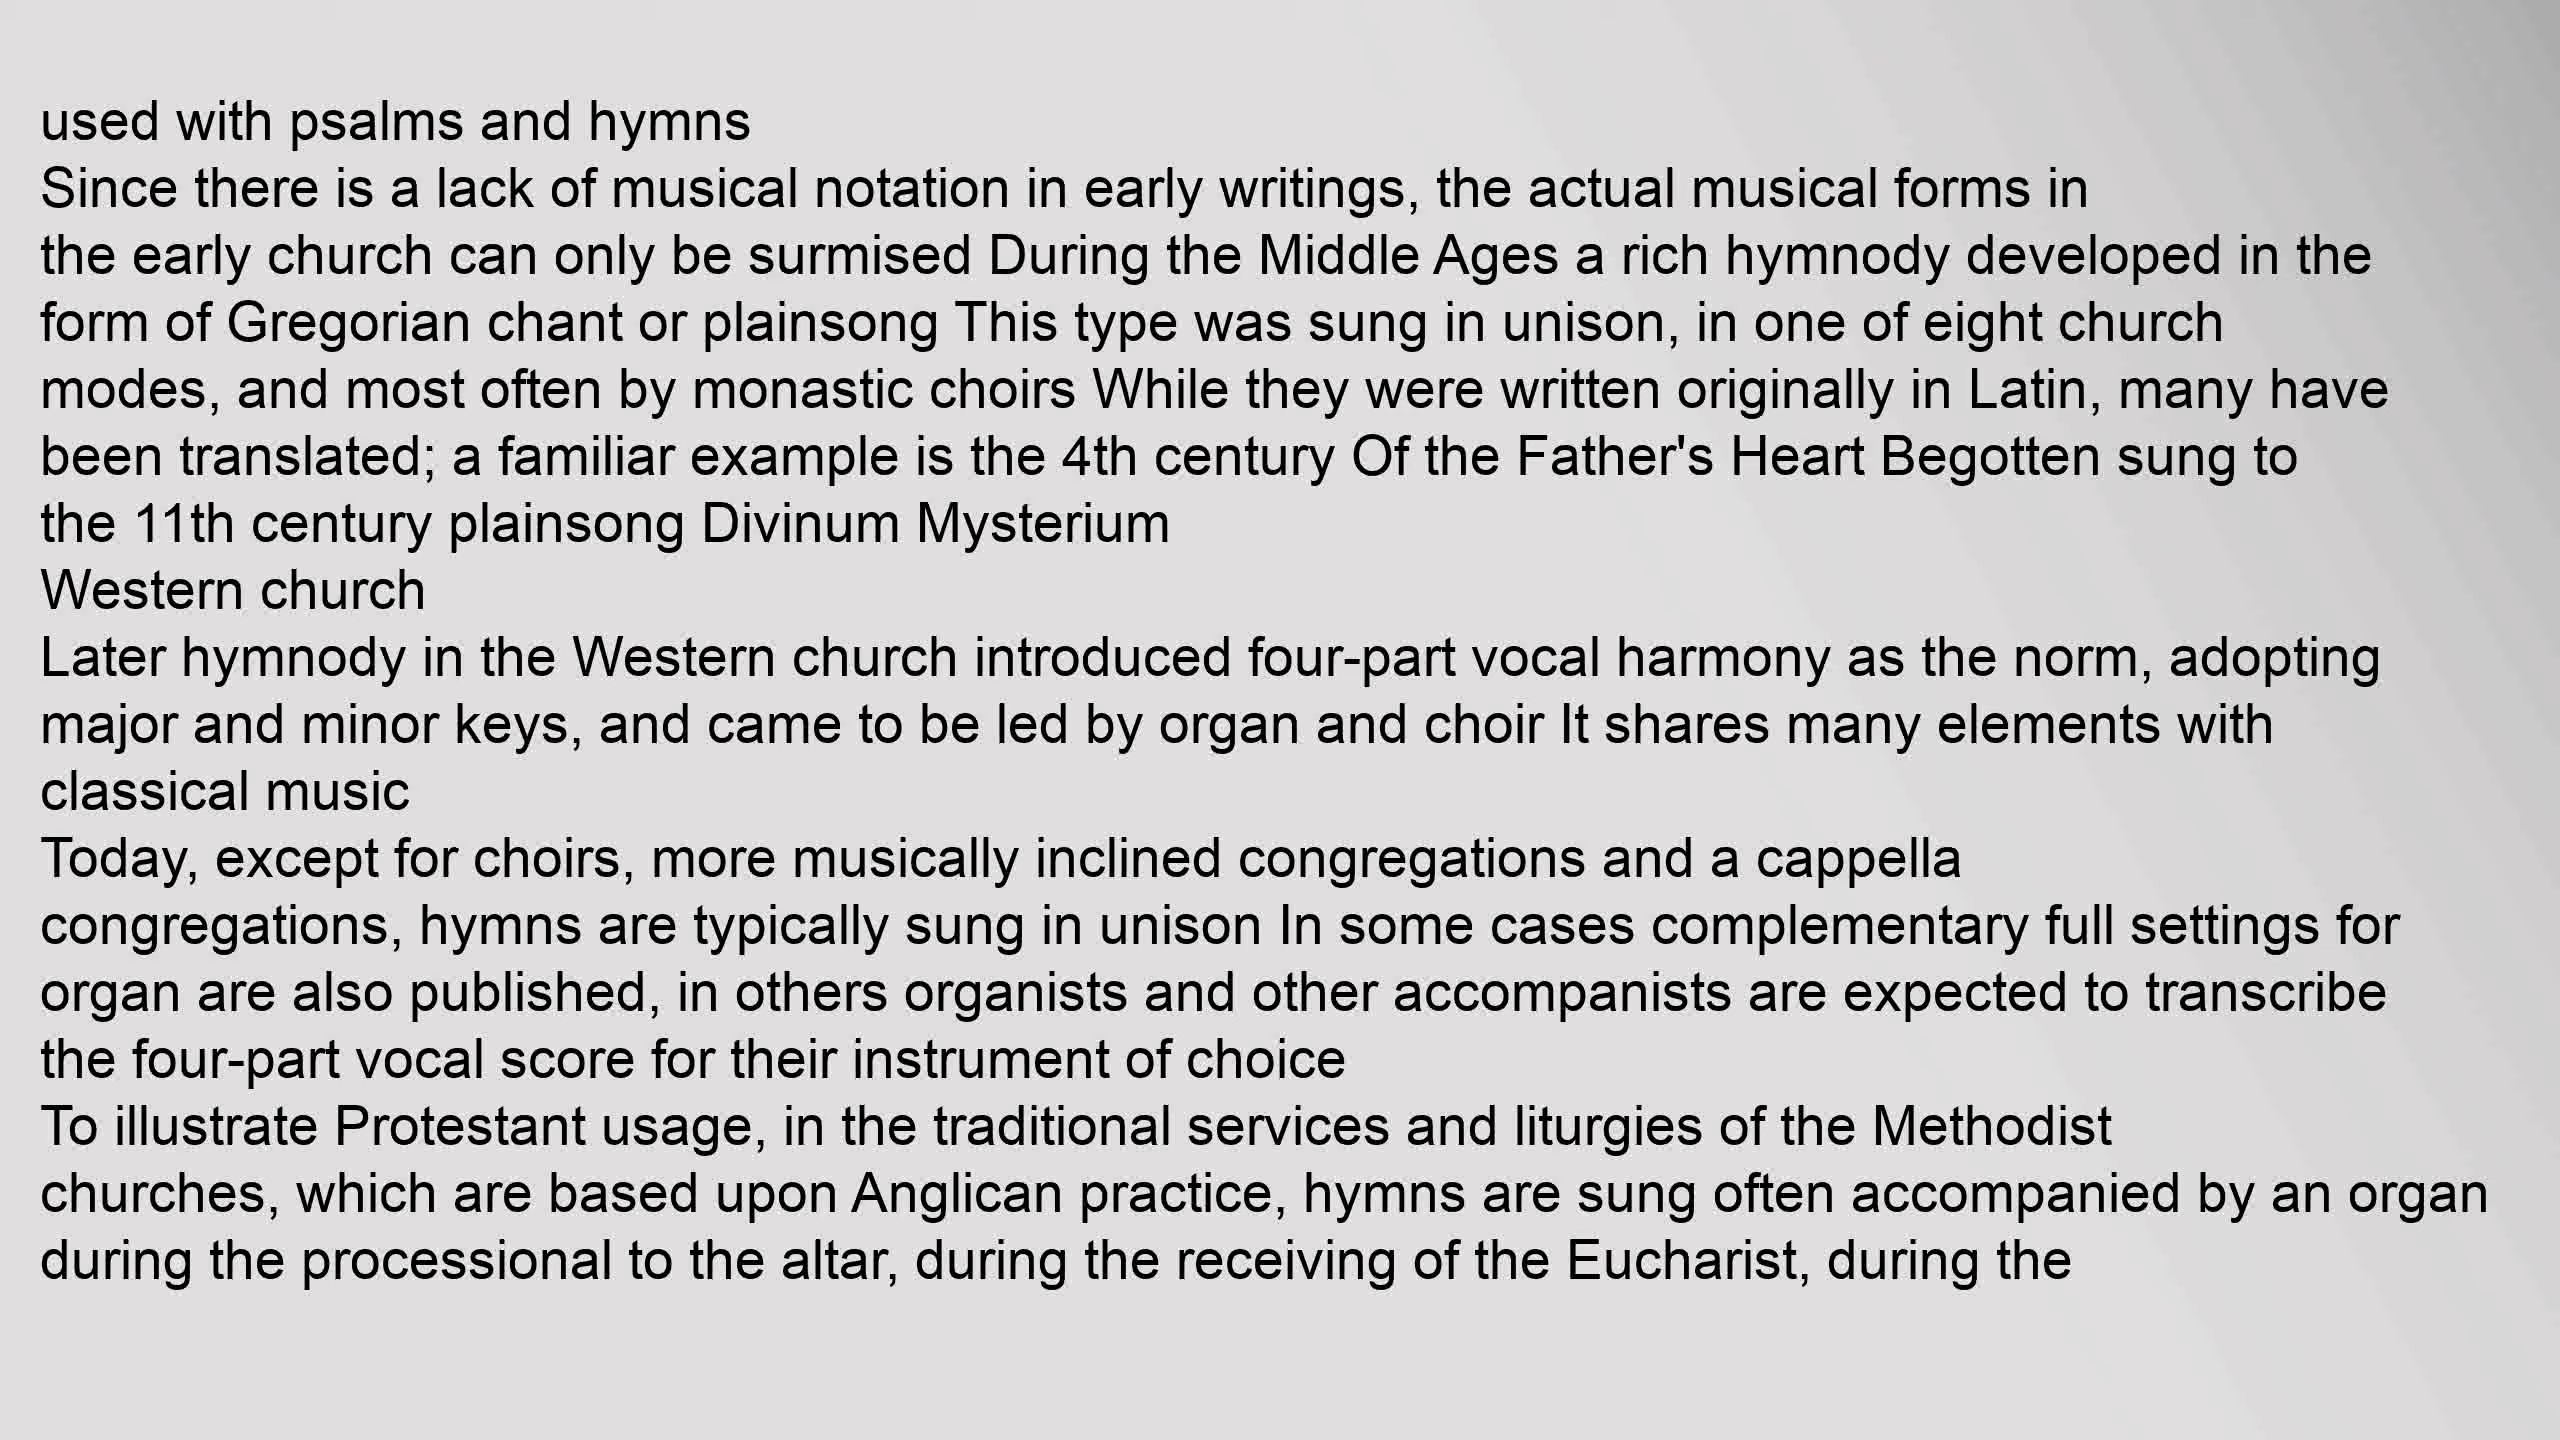 used with psalms and hymns
Since there is a lack of musical notation in early writings, the actual musical forms in
the early church can only be surmised During the Middle Ages a rich hymnody developed in the
form of Gregorian chant or plainsong This type was sung in unison, in one of eight church
modes, and most often by monastic choirs While they were written originally in Latin, many have
been translated; a familiar example is the 4th century Of the Father's Heart Begotten sung to
the 11th century plainsong Divinum Mysterium
Western church
Later hymnody in the Western church introduced four-part vocal harmony as the norm, adopting
major and minor keys, and came to be led by organ and choir It shares many elements with
classical music
Today, except for choirs, more musically inclined congregations and a cappella
congregations, hymns are typically sung in unison In some cases complementary full settings for
organ are also published, in others organists and other accompanists are expected to transcribe
the four-part vocal score for their instrument of choice
To illustrate Protestant usage, in the traditional services and liturgies of the Methodist
churches, which are based upon Anglican practice, hymns are sung often accompanied by an organ
during the processional to the altar, during the receiving of the Eucharist, during the